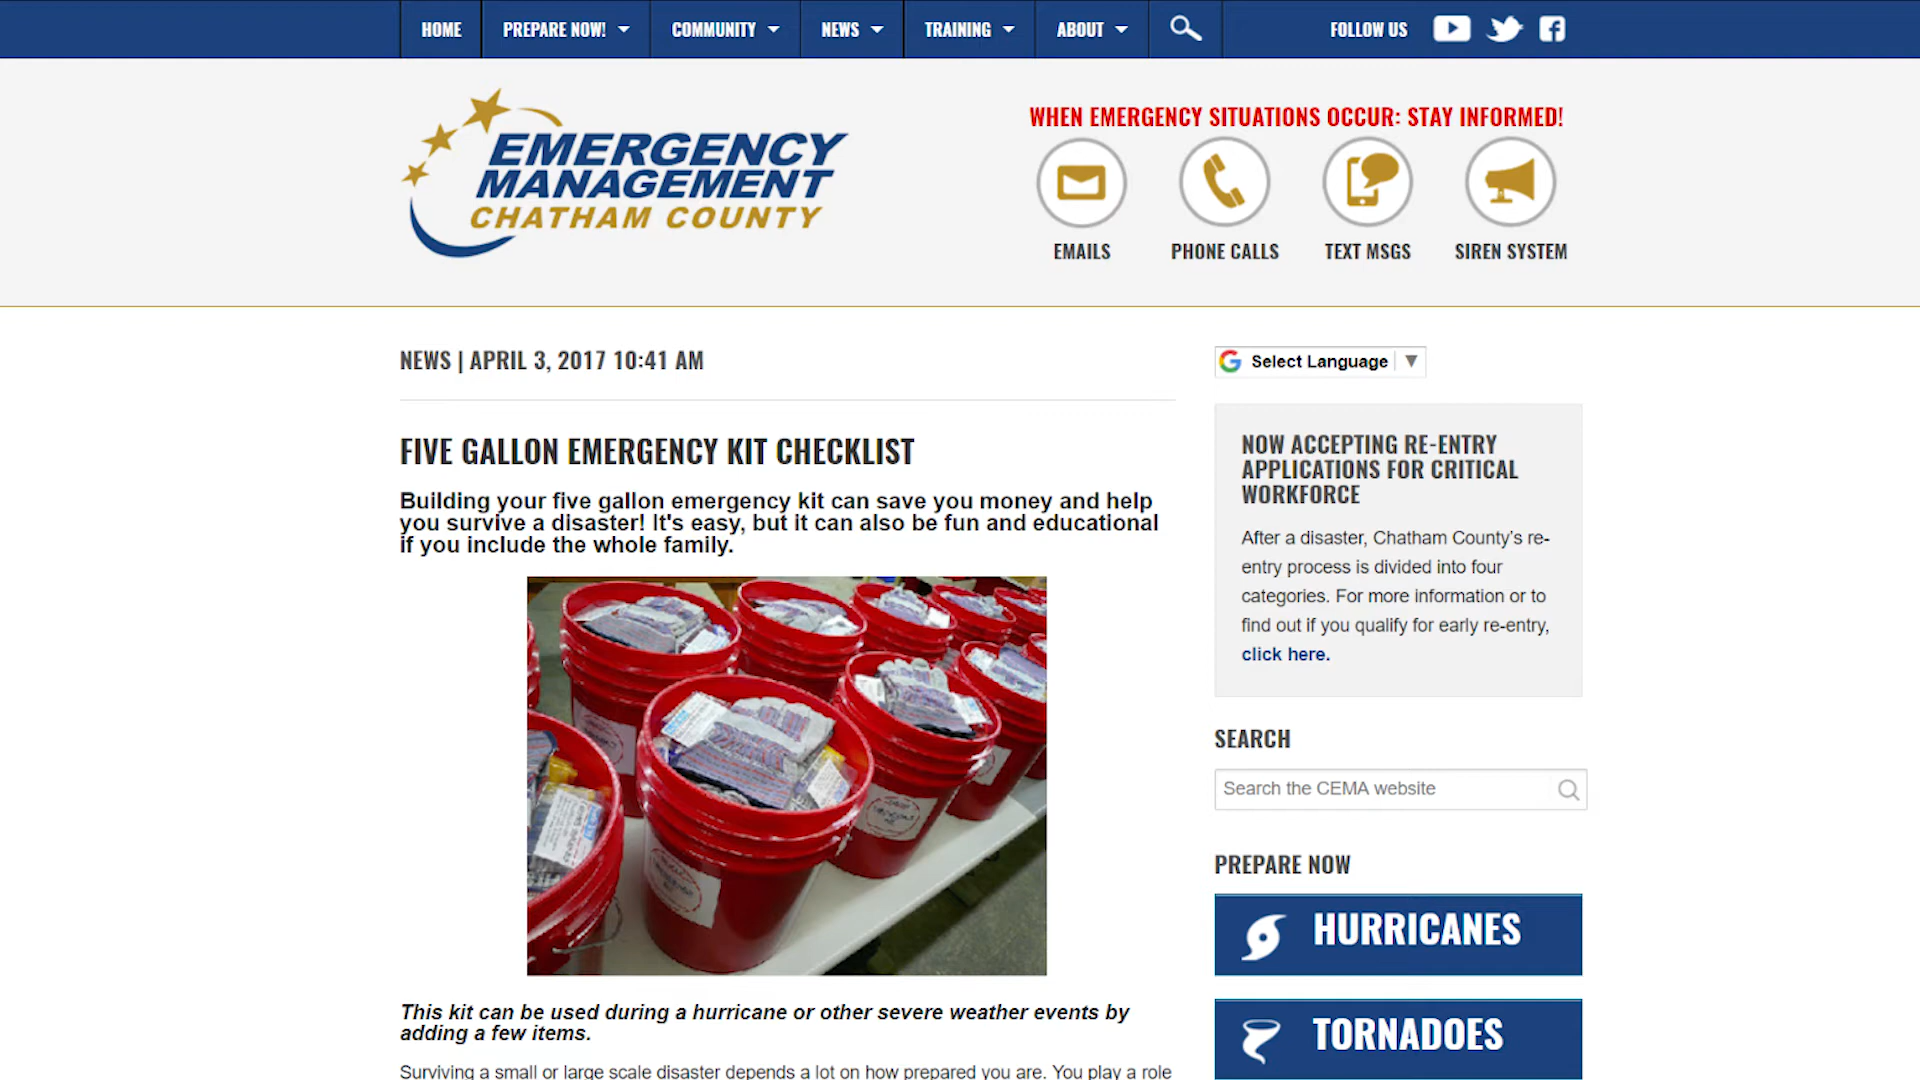 HOME
PREPARE NOW!
COMMUNITY
NEWS
TRAINING
ABOUT
FOLLOW US
EMERGENCY
MANAGEMENT
CHATHAM COUNTY
WHEN EMERGENCY SITUATIONS OCCUR: STAY INFORMED!
EMAILS
PHONE CALLS
TEXT MSGS
SIREN SYSTEM
NEWS | APRIL 3, 2017 10:41 AM
FIVE GALLON EMERGENCY KIT CHECKLIST
Building your five gallon emergency kit can save you money and help
you survive a disaster! It's easy, but it can also be fun and educational
if you include the whole family.
This kit can be used during a hurricane or other severe weather events by
adding a few items.
Surviving a small or large scale disaster depends a lot on how prepared you are. You play a role
Select Language
NOW ACCEPTING RE-ENTRY
APPLICATIONS FOR CRITICAL
WORKFORCE
After a disaster, Chatham County's re-
entry process is divided into four
categories. For more information or to
find out if you qualify for early re-entry,
click here.
SEARCH
Search the CEMA website
PREPARE NOW
HURRICANES
TORNADOES